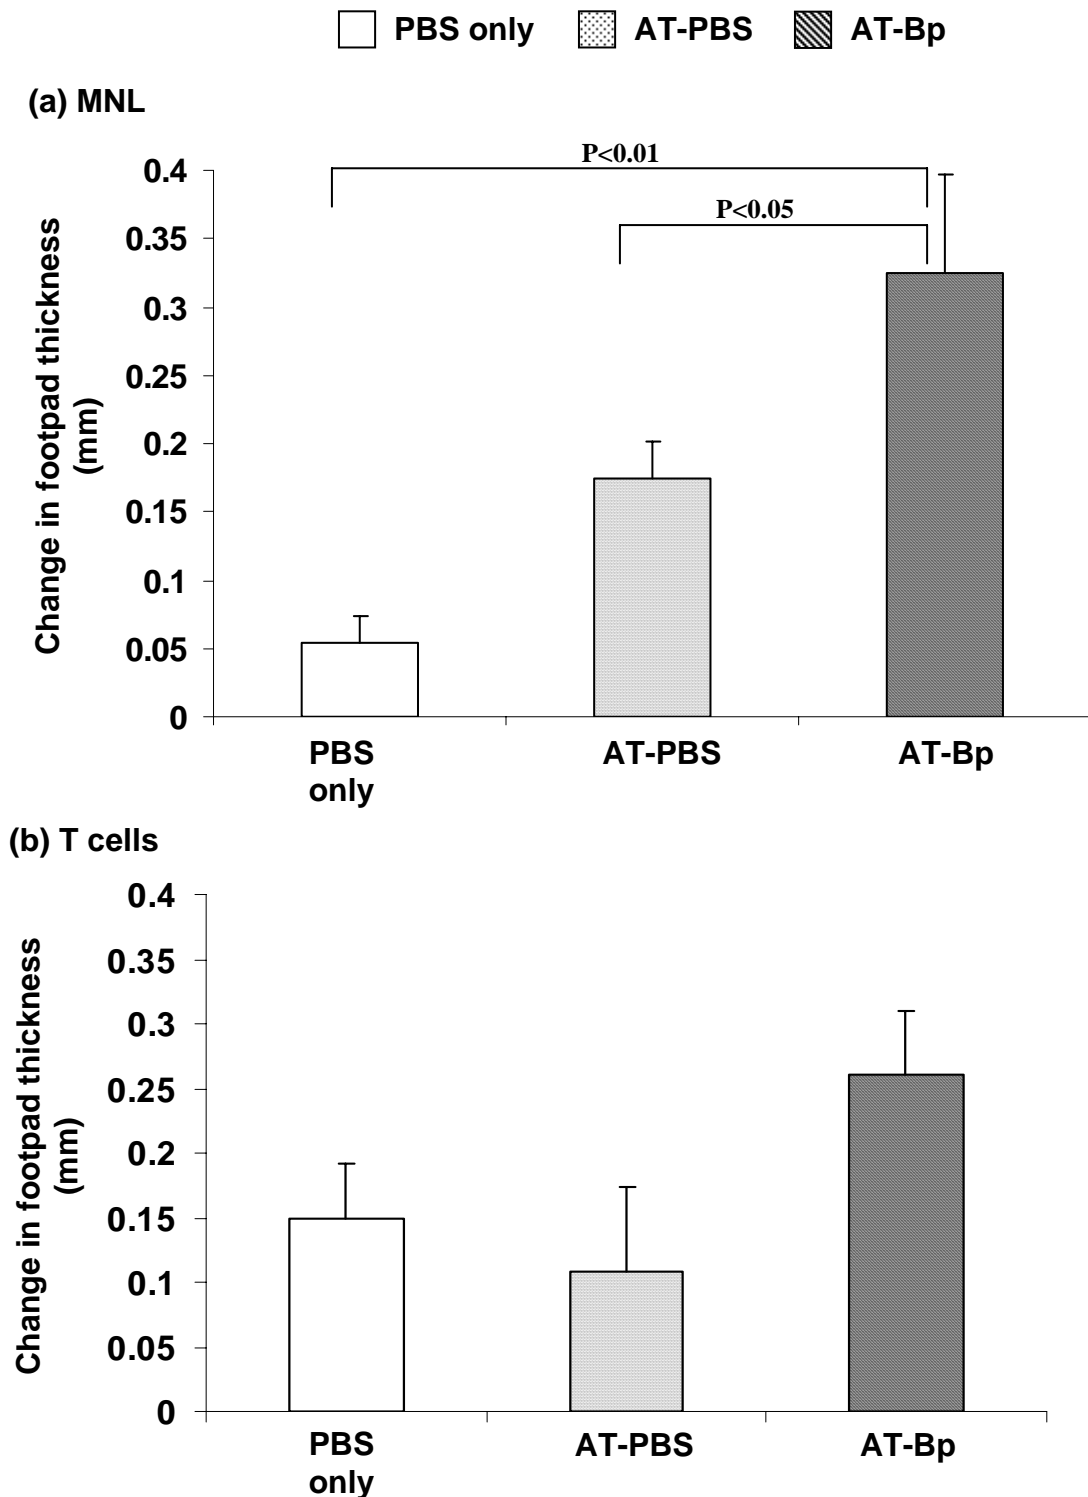 PBS only AT-PBS AT-Bp
(a) MNL
P<0.01
P<0.05
0.4
0.35
0.3
0.25
0.2
0.15
0.1
0.05
0
Change in footpad thickness
(mm)
PBS
only
AT-PBS
AT-Bp
(b) T cells
0.4
0.35
0.3
0.25
0.2
0.15
0.1
0.05
0
Change in footpad thickness
(mm)
PBS
only
AT-PBS
AT-Bp